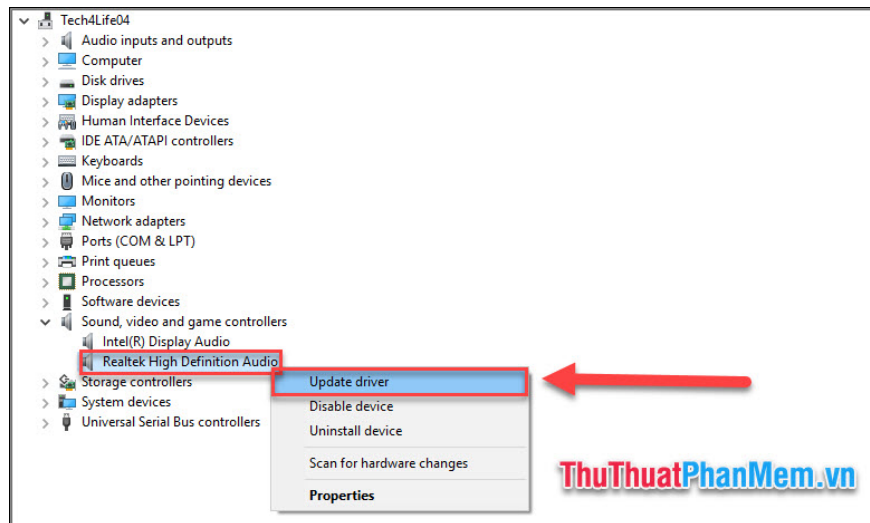 Tech4Life04
Audio inputs and outputs
Computer
Disk drives
Display adapters
Human Interface Devices
IDE ATA/ATAPI controllers
Keyboards
Mice and other pointing devices
Monitors
Network adapters
Ports (COM & LPT)
Print queues
Processors
Software devices
Sound, video and game controllers
Intel(R) Display Audio
Realtek High Definition Audio
Storage controllers
System devices
Universal Serial Bus controllers
Update driver
Disable device
Uninstall device
Scan for hardware changes
Properties
ThuThuatPhanMem.vn